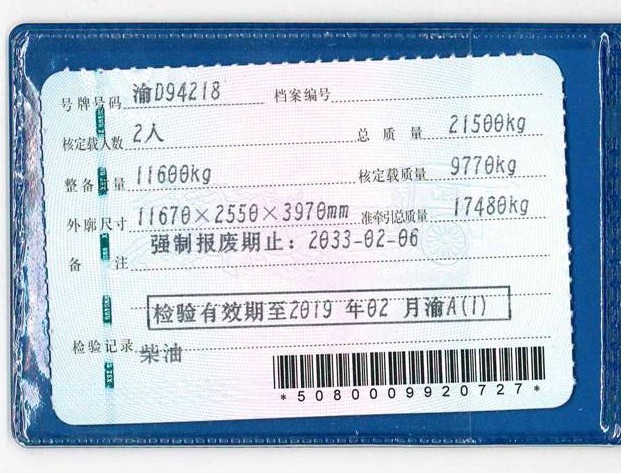 号牌号码 渝D94218 档案编号
核定载人数 2人 总质量 21500kg
整备质量 11600kg 核定载质量 9770kg
外廓尺寸 11670×2550×3970mm 准牵引总质量 17480kg
强制报废期止：2033-02-06
备注
检验有效期至2019 年02 月渝A(1)
检验记录 柴油
*5080009920727*